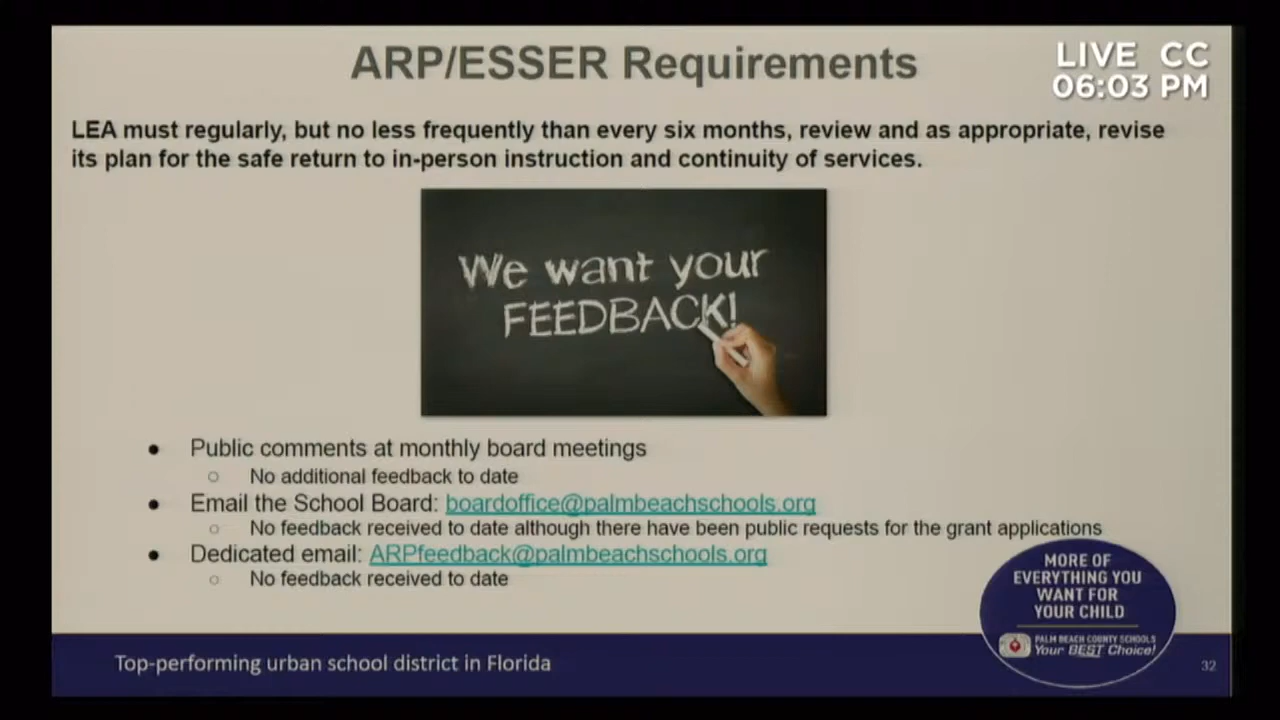 ARP/ESSER Requirements
LIVE CC
06:03 PM
LEA must regularly, but no less frequently than every six months, review and as appropriate, revise
its plan for the safe return to in-person instruction and continuity of services.
We want your
FEEDBACK!
● Public comments at monthly board meetings
○ No additional feedback to date
● Email the School Board: boardoffice@palmbeachschools.org
○ No feedback received to date although there have been public requests for the grant applications
● Dedicated email: ARPfeedback@palmbeachschools.org
○ No feedback received to date
MORE OF
EVERYTHING YOU
WANT FOR
YOUR CHILD
PALM BEACH COUNTY SCHOOLS
Your BEST Choice!
Top-performing urban school district in Florida
32